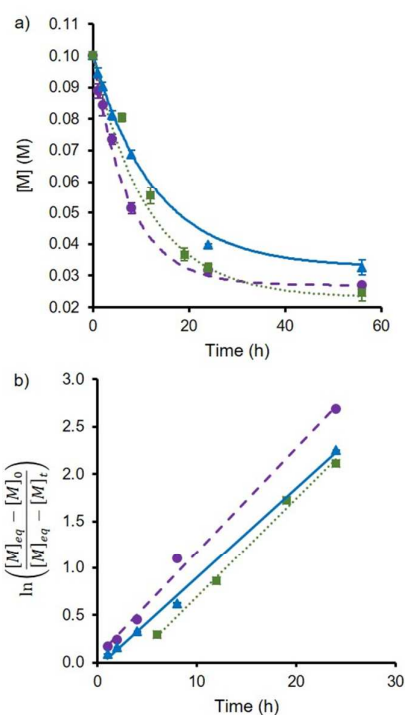 a)
0.11
0.10
0.09
0.08
0.07
0.06
0.05
0.04
0.03
0.02
[M] (M)
0 20 40 60
Time (h)
b)
3.0
2.5
2.0
1.5
1.0
0.5
0.0
ln([M]eq − [M]0 / [M]eq − [M]t)
0 10 20 30
Time (h)